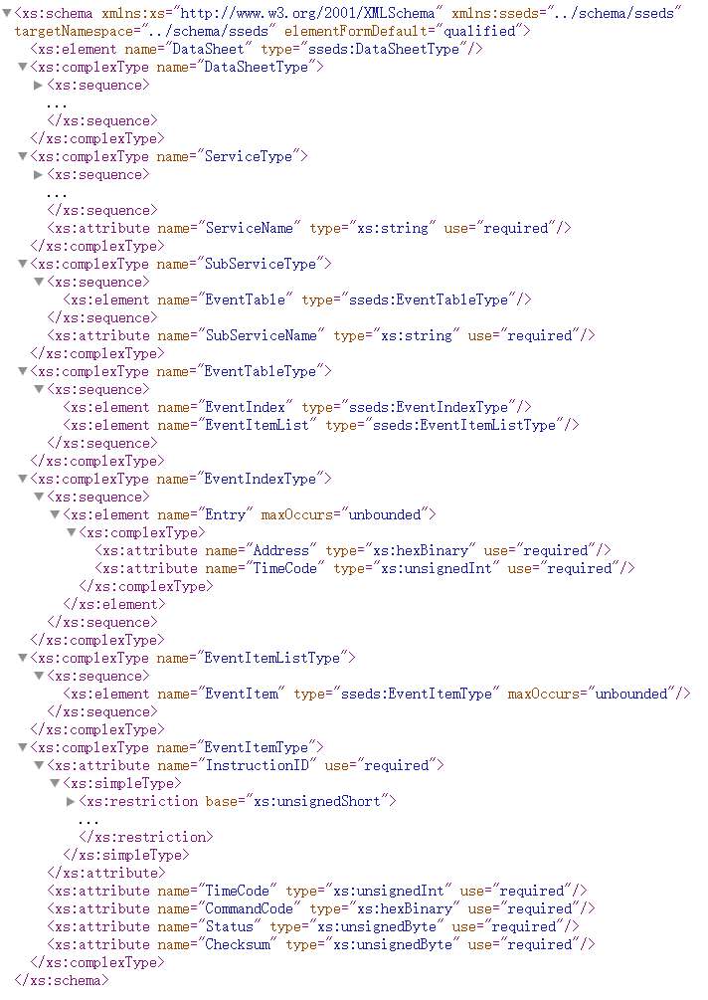 <xs:schema xmlns:xs="http://www.w3.org/2001/XMLSchema" xmlns:sseds="../schema/sseds"
targetNamespace="../schema/sseds" elementFormDefault="qualified">
<xs:element name="DataSheet" type="sseds:DataSheetType"/>
▼<xs:complexType name="DataSheetType">
▶<xs:sequence>
...
</xs:sequence>
</xs:complexType>
▼<xs:complexType name="ServiceType">
▶<xs:sequence>
...
</xs:sequence>
<xs:attribute name="ServiceName" type="xs:string" use="required"/>
</xs:complexType>
▼<xs:complexType name="SubServiceType">
▼<xs:sequence>
<xs:element name="EventTable" type="sseds:EventTableType"/>
</xs:sequence>
<xs:attribute name="SubServiceName" type="xs:string" use="required"/>
</xs:complexType>
▼<xs:complexType name="EventTableType">
▼<xs:sequence>
<xs:element name="EventIndex" type="sseds:EventIndexType"/>
<xs:element name="EventItemList" type="sseds:EventItemListType"/>
</xs:sequence>
</xs:complexType>
▼<xs:complexType name="EventIndexType">
▼<xs:sequence>
▼<xs:element name="Entry" maxOccurs="unbounded">
▼<xs:complexType>
<xs:attribute name="Address" type="xs:hexBinary" use="required"/>
<xs:attribute name="TimeCode" type="xs:unsignedInt" use="required"/>
</xs:complexType>
</xs:element>
</xs:sequence>
</xs:complexType>
▼<xs:complexType name="EventItemListType">
▼<xs:sequence>
<xs:element name="EventItem" type="sseds:EventItemType" maxOccurs="unbounded"/>
</xs:sequence>
</xs:complexType>
▼<xs:complexType name="EventItemType">
▼<xs:attribute name="InstructionID" use="required">
▼<xs:simpleType>
▶<xs:restriction base="xs:unsignedShort">
...
</xs:restriction>
</xs:simpleType>
</xs:attribute>
<xs:attribute name="TimeCode" type="xs:unsignedInt" use="required"/>
<xs:attribute name="CommandCode" type="xs:hexBinary" use="required"/>
<xs:attribute name="Status" type="xs:unsignedByte" use="required"/>
<xs:attribute name="Checksum" type="xs:unsignedByte" use="required"/>
</xs:complexType>
</xs:schema>